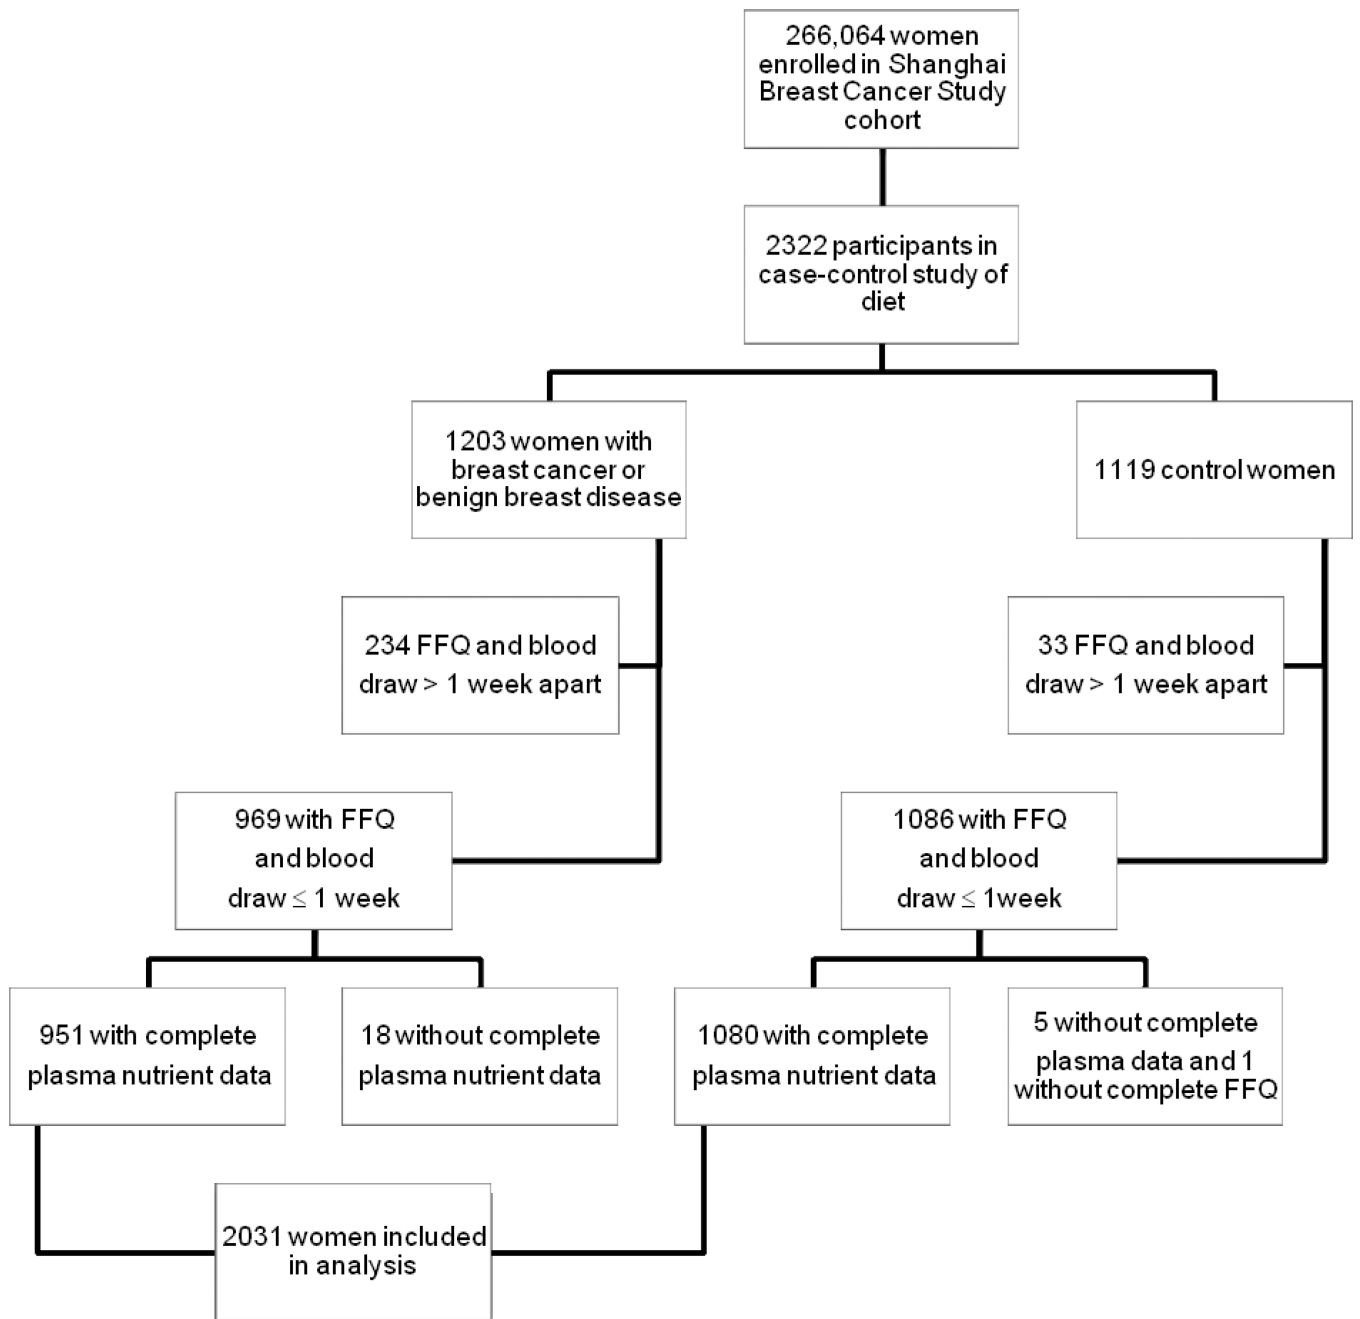 266,064 women
enrolled in Shanghai
Breast Cancer Study
cohort
2322 participants in
case-control study of
diet
1203 women with
breast cancer or
benign breast disease
1119 control women
234 FFQ and blood
draw > 1 week apart
33 FFQ and blood
draw > 1 week apart
969 with FFQ
and blood
draw ≤ 1 week
1086 with FFQ
and blood
draw ≤ 1week
951 with complete
plasma nutrient data
18 without complete
plasma nutrient data
1080 with complete
plasma nutrient data
5 without complete
plasma data and 1
without complete FFQ
2031 women included
in analysis